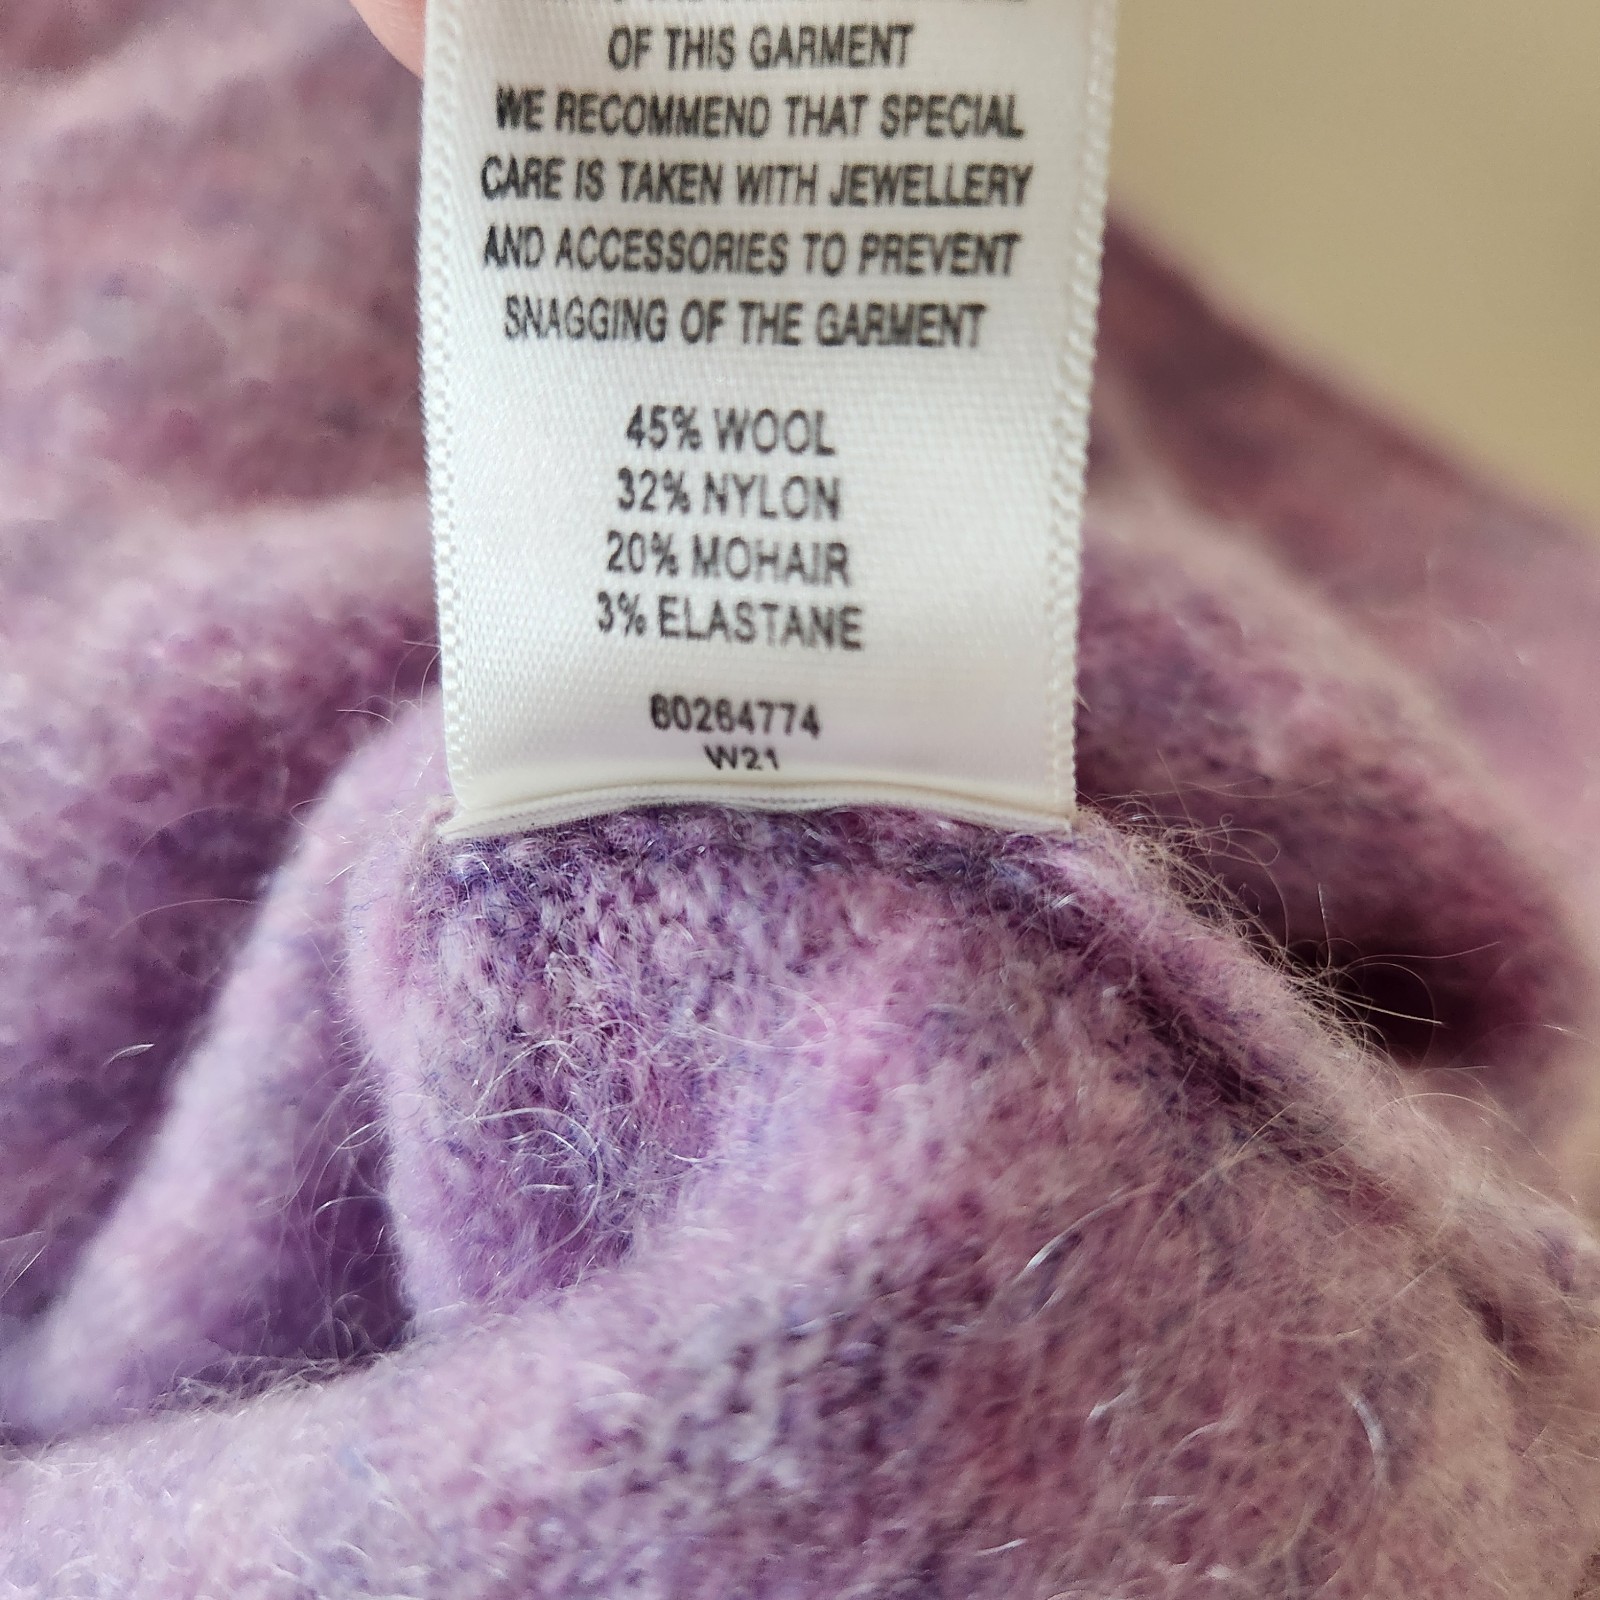 OF THIS GARMENT
WE RECOMMEND THAT SPECIAL
CARE IS TAKEN WITH JEWELLERY
AND ACCESSORIES TO PREVENT
SNAGGING OF THE GARMENT
45% WOOL
32% NYLON
20% MOHAIR
3% ELASTANE
60264774
W21